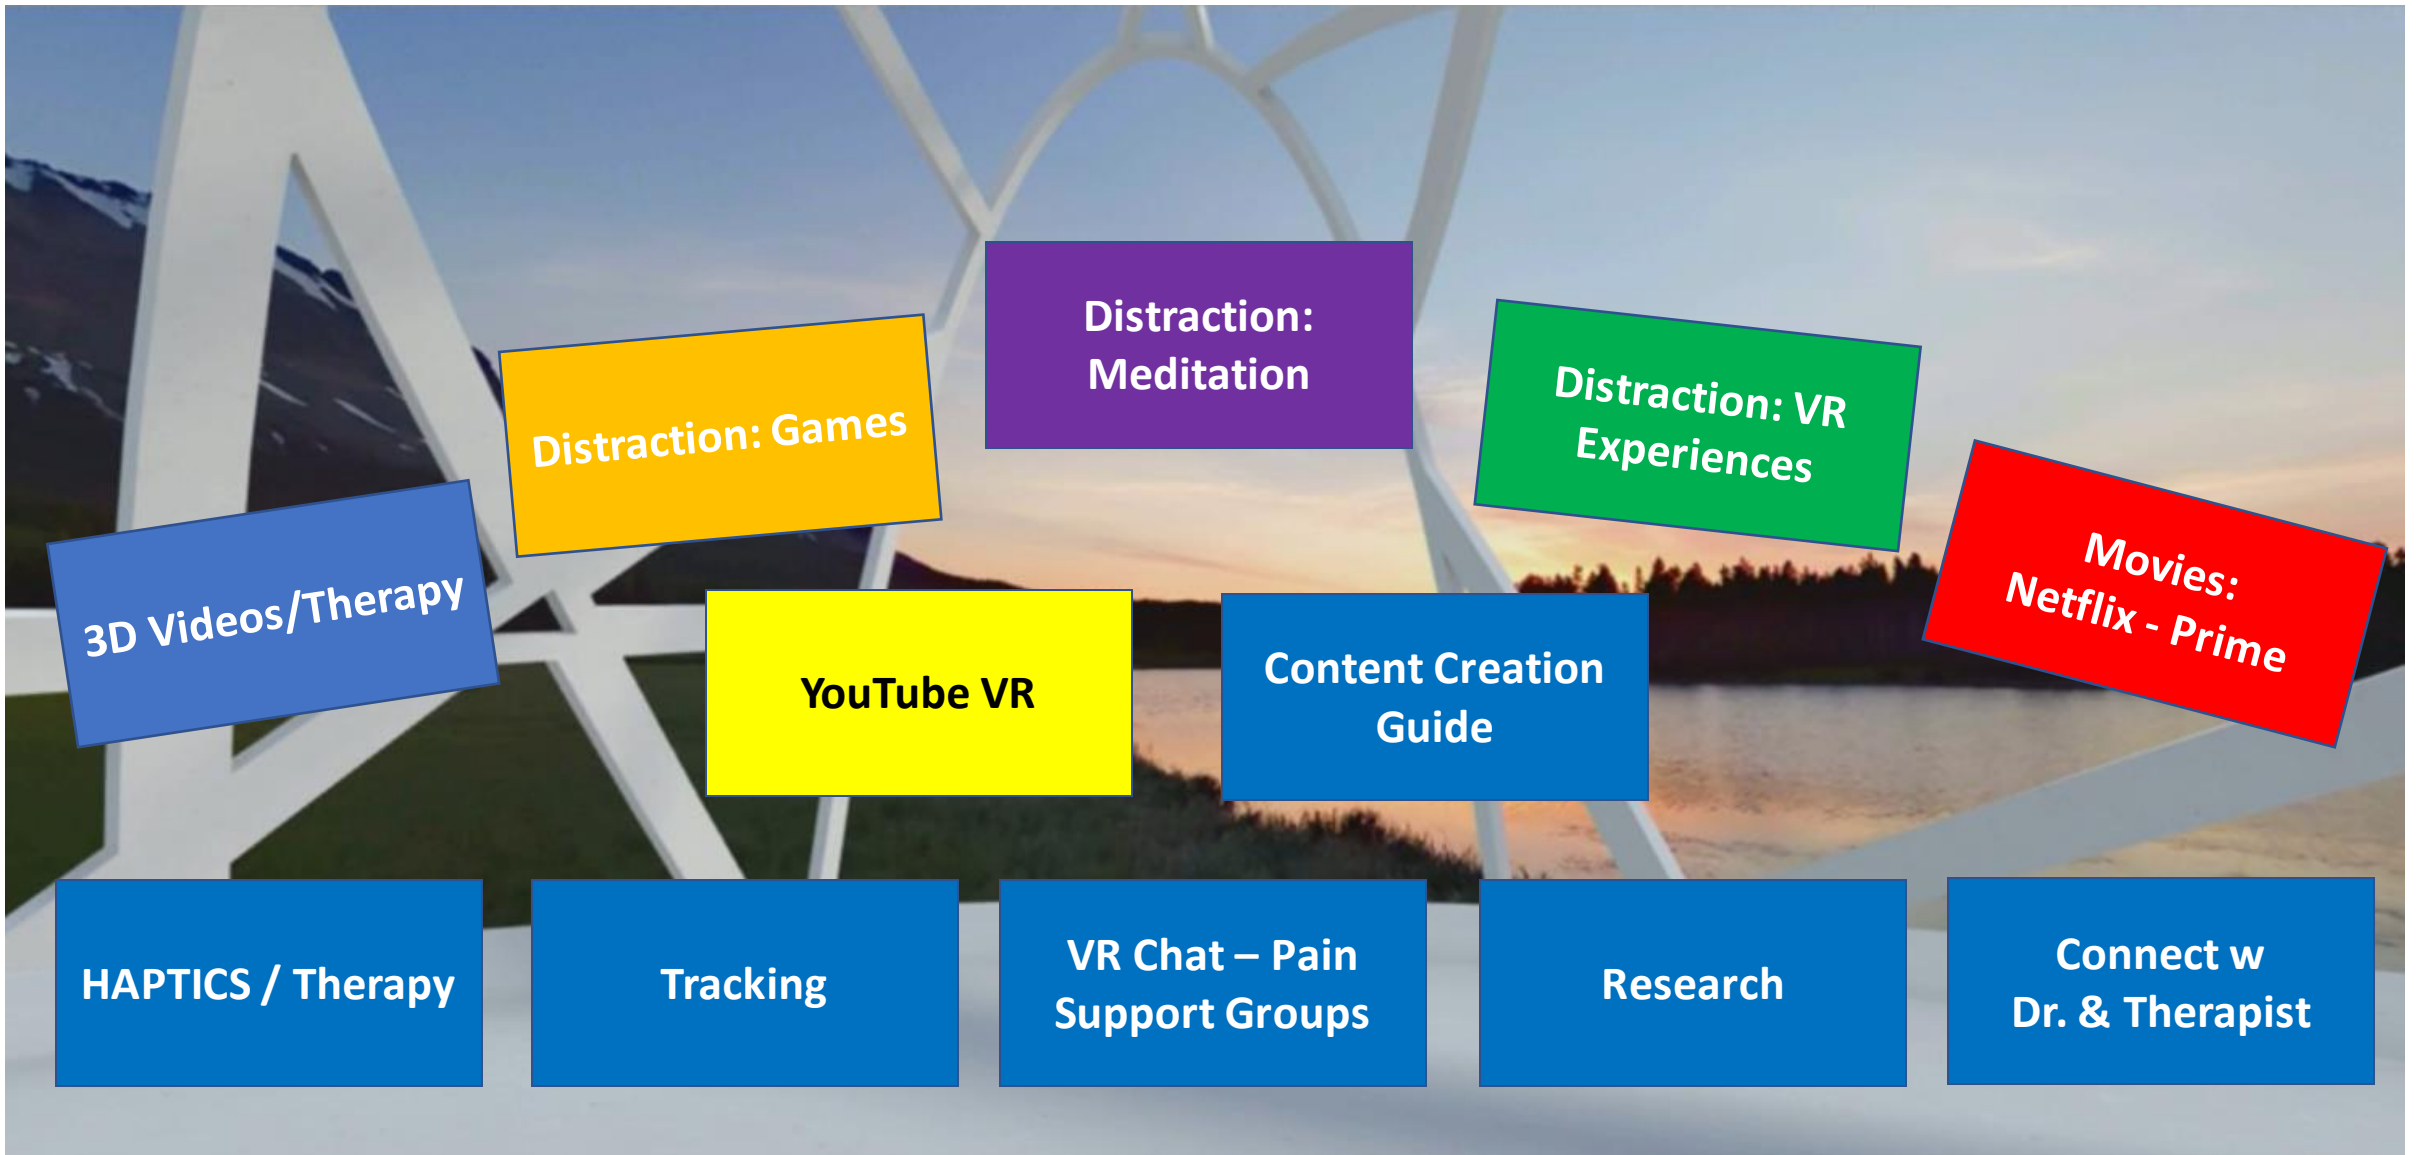 Distraction:
Meditation
Distraction: Games
Distraction: VR
Experiences
3D Videos/Therapy
Movies:
Netflix - Prime
YouTube VR
Content Creation
Guide
HAPTICS / Therapy
Tracking
VR Chat – Pain
Support Groups
Research
Connect w
Dr. & Therapist